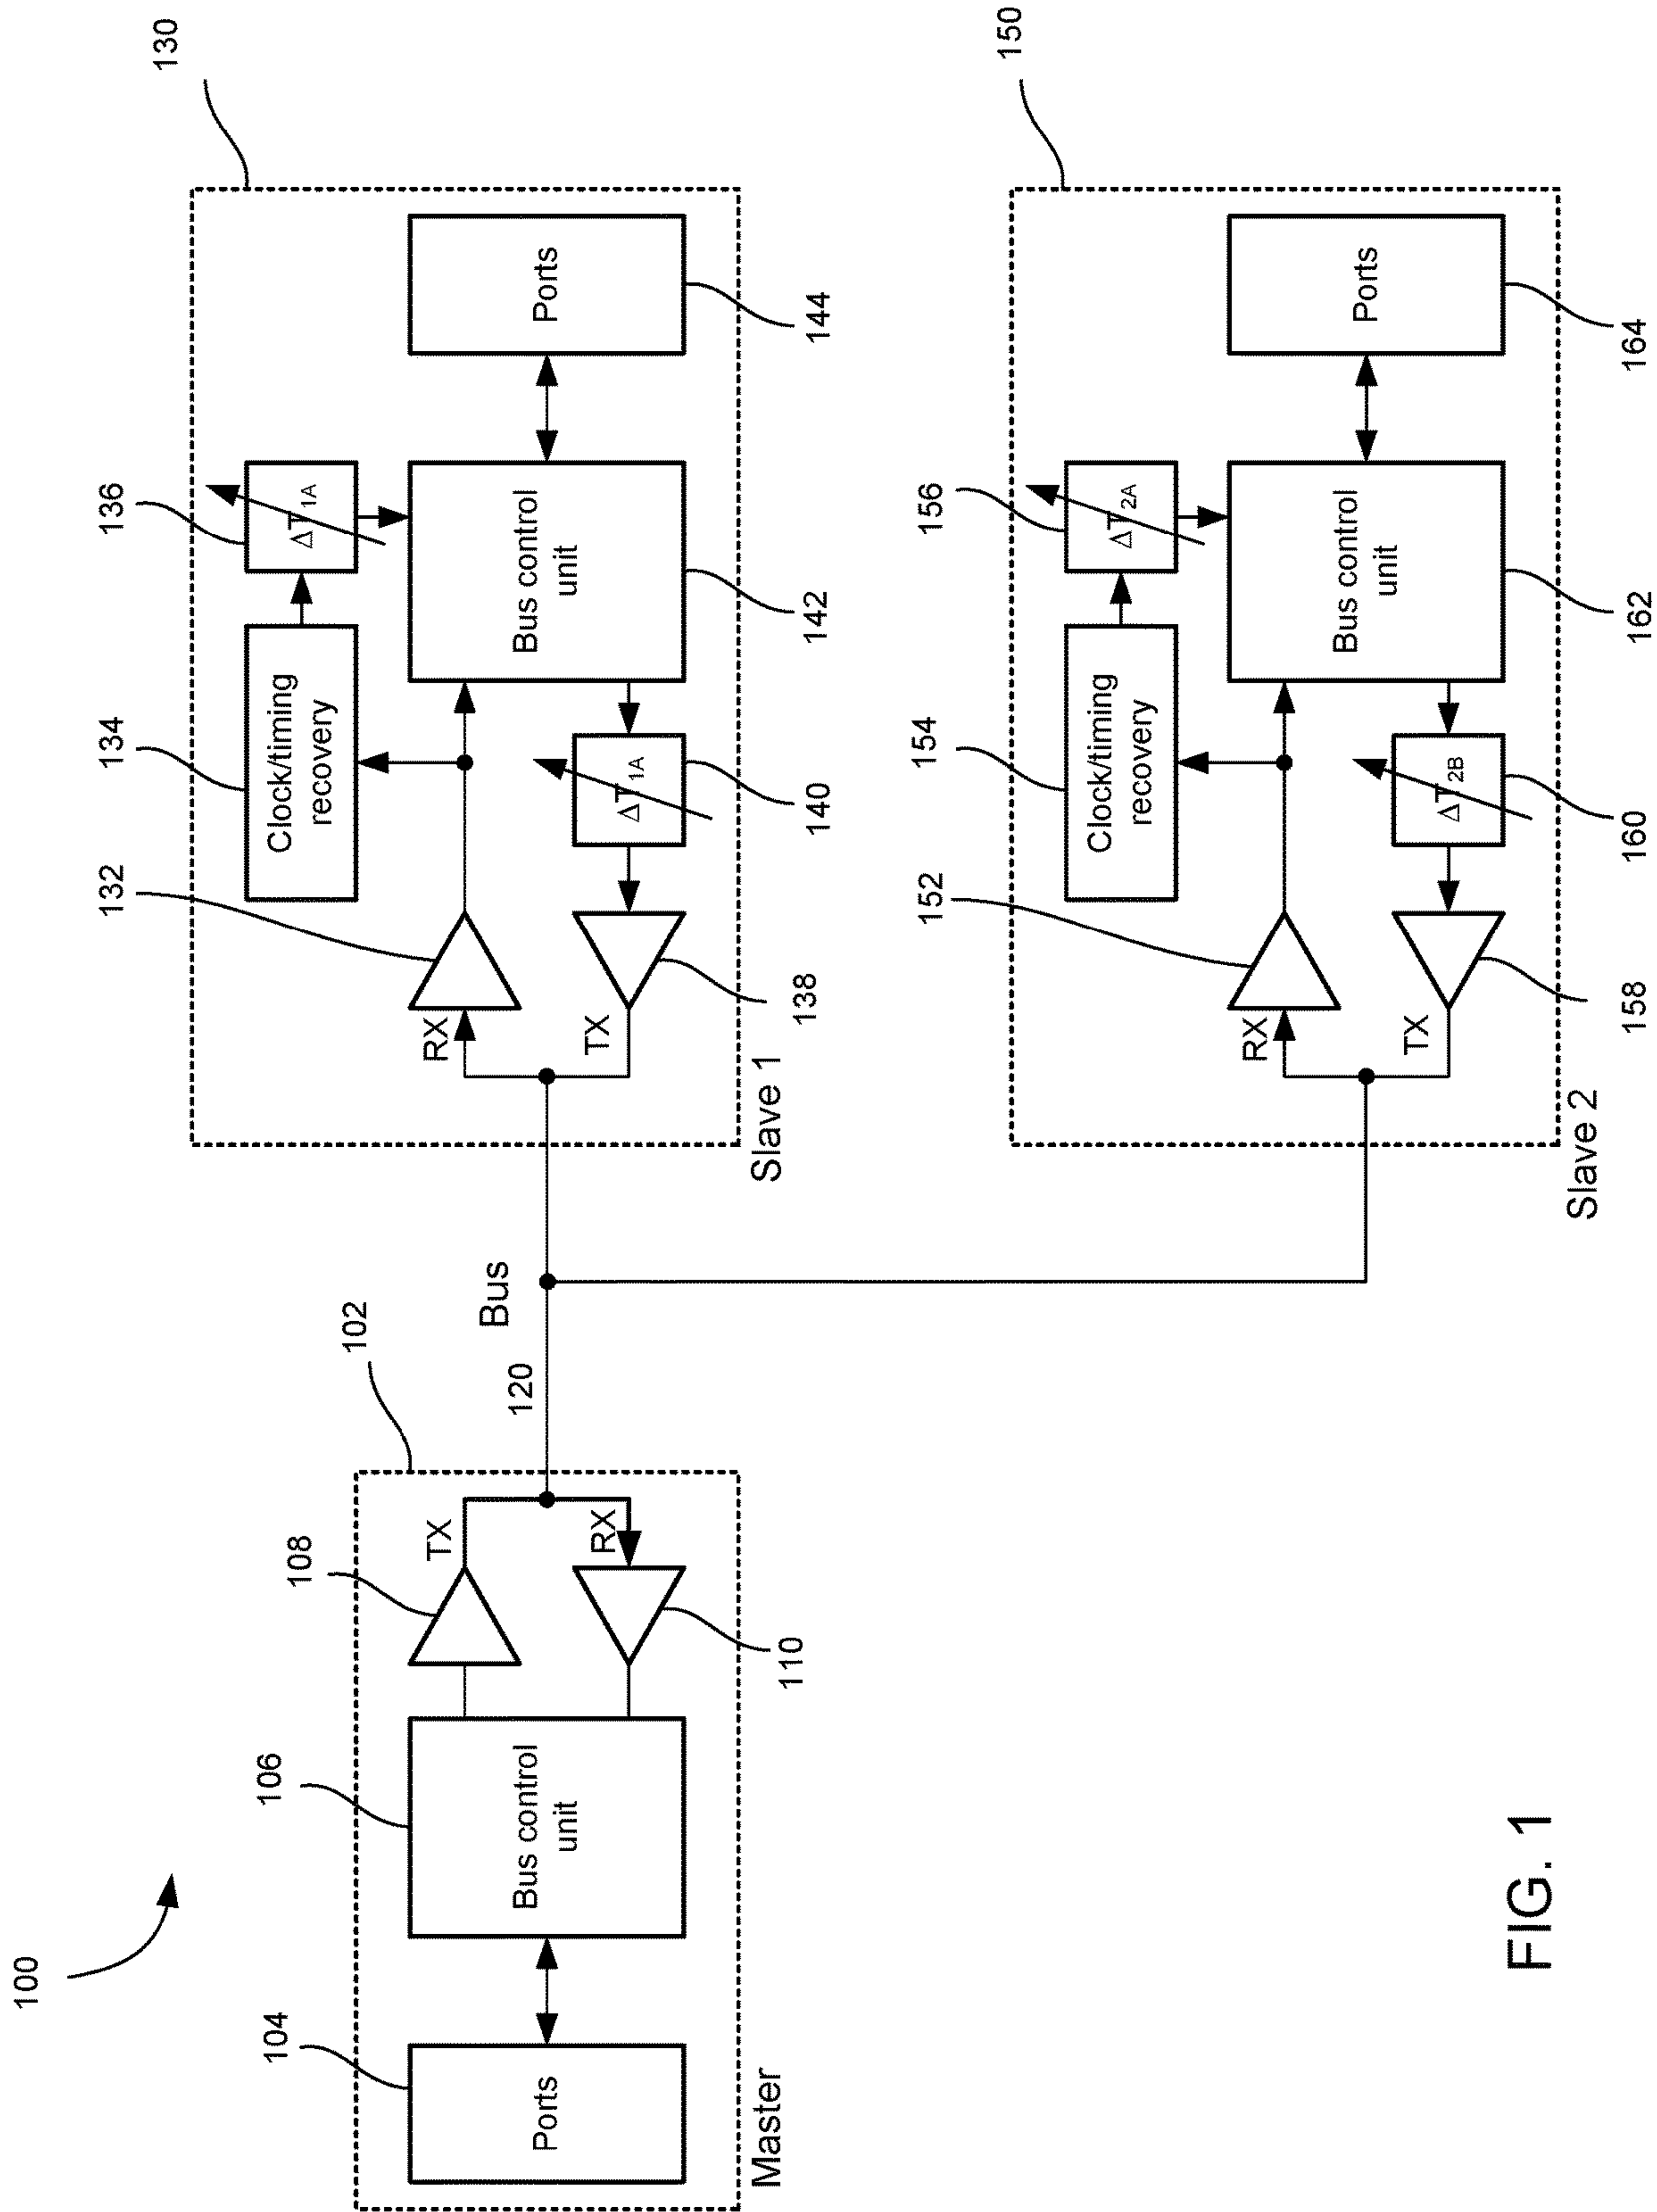 100
Master
102
Ports
104
Bus control
unit
106
TX
108
RX
110
Bus
120
Slave 1
130
RX
132
Clock/timing
recovery
134
ΔT1A
136
TX
138
ΔT1A
140
Bus control
unit
142
Ports
144
Slave 2
150
RX
152
Clock/timing
recovery
154
ΔT2A
156
TX
158
ΔT2B
160
Bus control
unit
162
Ports
164
FIG. 1